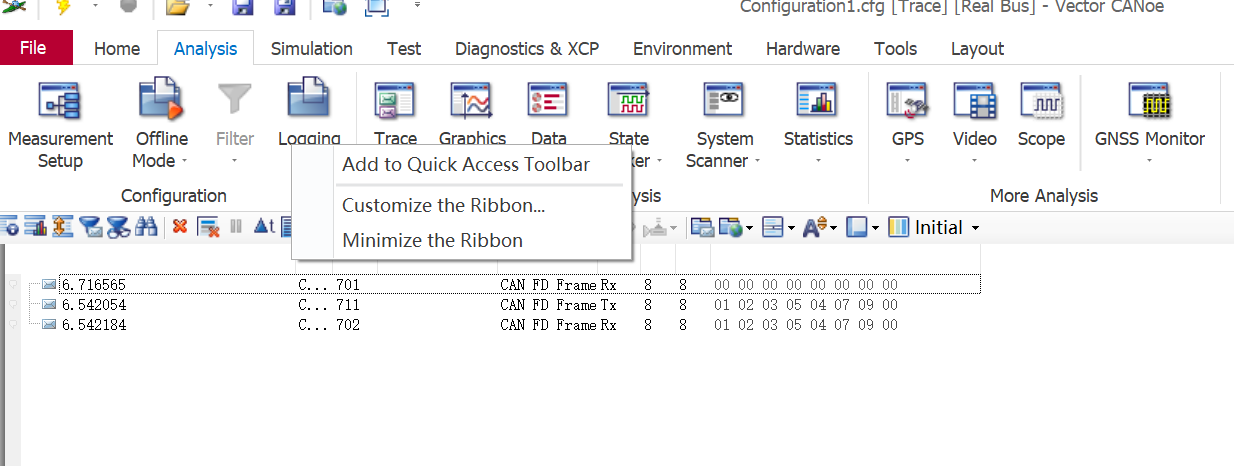 Configuration1.cfg [Trace] [Real Bus] - Vector CANoe
File Home Analysis Simulation Test Diagnostics & XCP Environment Hardware Tools Layout
Measurement Setup
Offline Mode
Filter
Logging
Trace
Graphics
Data
State
System Scanner
Statistics
GPS
Video
Scope
GNSS Monitor
Configuration
More Analysis
Add to Quick Access Toolbar
Customize the Ribbon...
Minimize the Ribbon
Initial
6.716565 C... 701 CAN FD Frame Rx 8 8 00 00 00 00 00 00 00 00
6.542054 C... 711 CAN FD Frame Tx 8 8 01 02 03 05 04 07 09 00
6.542184 C... 702 CAN FD Frame Rx 8 8 01 02 03 05 04 07 09 00